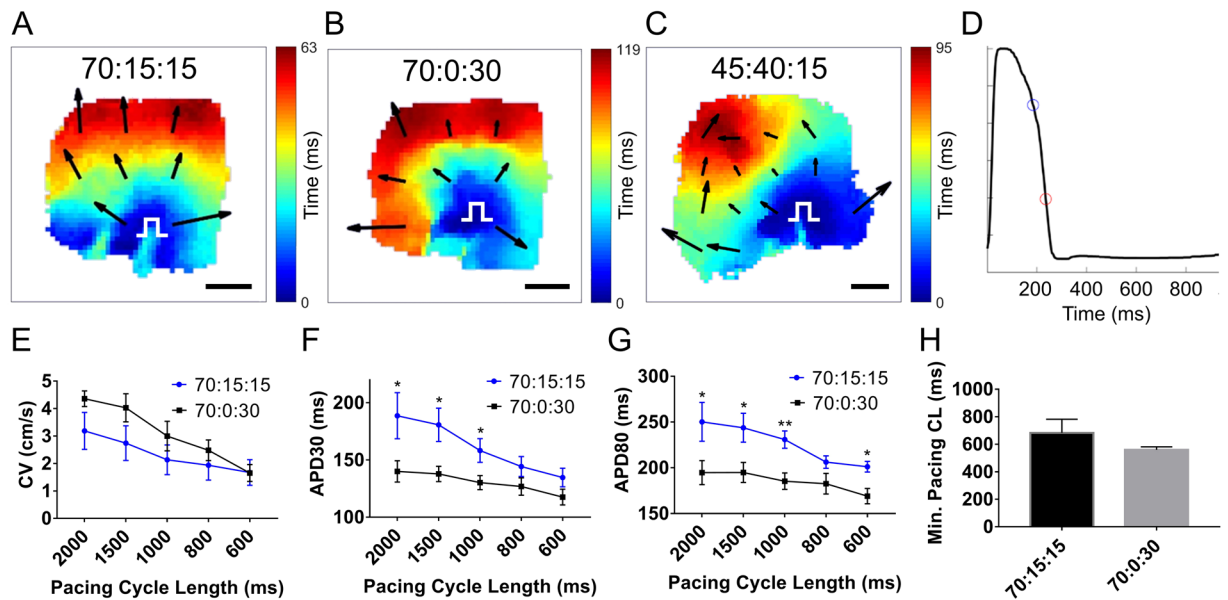 A
B
C
D
70:15:15
63
Time (ms)
0
70:0:30
119
Time (ms)
0
45:40:15
95
Time (ms)
0
200 400 600 800
Time (ms)
E
CV (cm/s)
5
4
3
2
1
0
70:15:15
70:0:30
2000 1500 1000 800 600
Pacing Cycle Length (ms)
F
APD30 (ms)
200
150
100
70:15:15
70:0:30
* * *
2000 1500 1000 800 600
Pacing Cycle Length (ms)
G
APD80 (ms)
300
250
200
150
70:15:15
70:0:30
* * ** *
2000 1500 1000 800 600
Pacing Cycle Length (ms)
H
Min. Pacing CL (ms)
1000
800
600
400
200
0
70:15:15
70:0:30